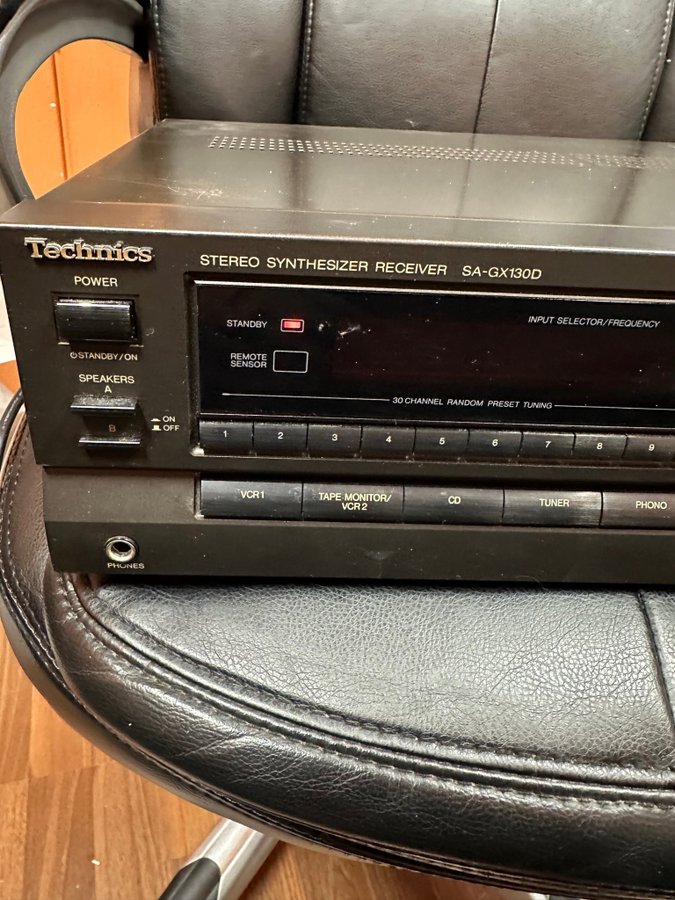 Technics
STEREO SYNTHESIZER RECEIVER SA-GX130D
POWER
STANDBY
INPUT SELECTOR/FREQUENCY
⏻STANDBY/ON
REMOTE
SENSOR
SPEAKERS
A
ON
OFF
B
30 CHANNEL RANDOM PRESET TUNING
1 2 3 4 5 6 7 8 9
VCR1
TAPE MONITOR/
VCR2
CD
TUNER
PHONO
PHONES